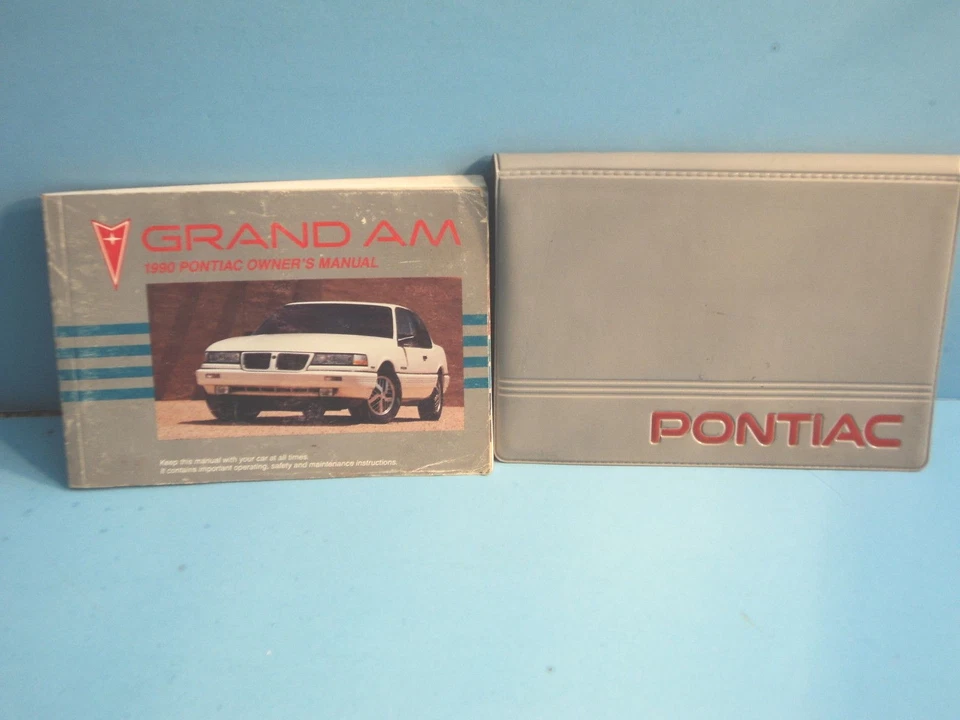 GRAND AM
1990 PONTIAC OWNER'S MANUAL
Keep this manual with your car at all times.
It contains important operating, safety and maintenance instructions.
PONTIAC